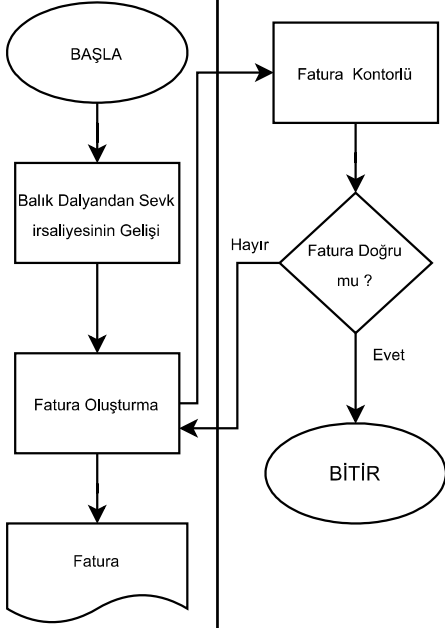 BAŞLA
Balık Dalyandan Sevk
irsaliyesinin Gelişi
Fatura Oluşturma
Fatura
Fatura Kontorlü
Fatura Doğru
mu ?
Hayır
Evet
BİTİR